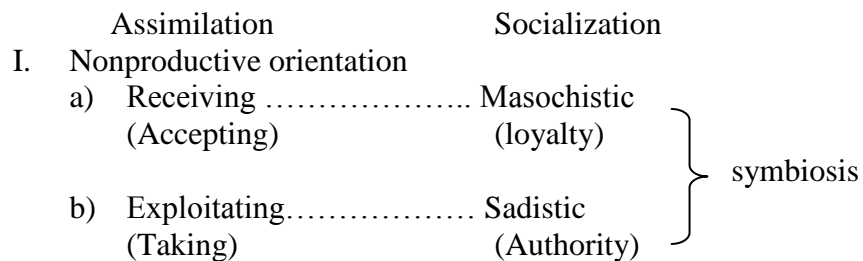 Assimilation Socialization
I. Nonproductive orientation
a) Receiving ………………….. Masochistic
(Accepting) (loyalty)
symbiosis
b) Exploitating……………… Sadistic
(Taking) (Authority)